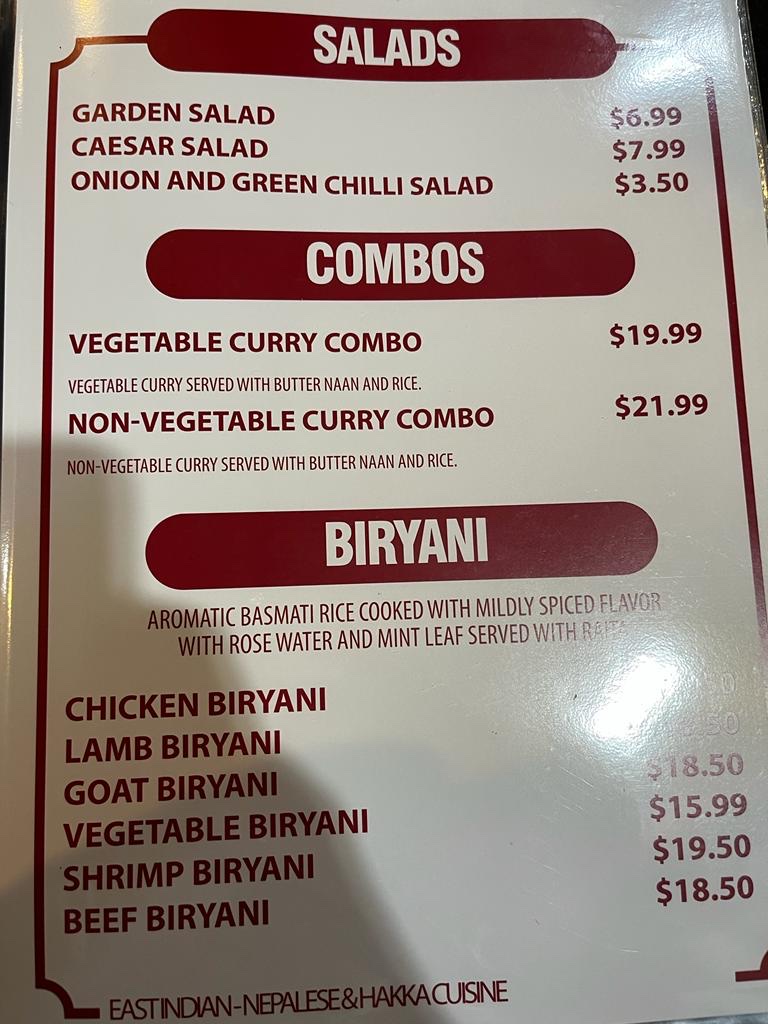 SALADS
GARDEN SALAD $6.99
CAESAR SALAD $7.99
ONION AND GREEN CHILLI SALAD $3.50
COMBOS
VEGETABLE CURRY COMBO $19.99
VEGETABLE CURRY SERVED WITH BUTTER NAAN AND RICE.
NON-VEGETABLE CURRY COMBO $21.99
NON-VEGETABLE CURRY SERVED WITH BUTTER NAAN AND RICE.
BIRYANI
AROMATIC BASMATI RICE COOKED WITH MILDLY SPICED FLAVOR
WITH ROSE WATER AND MINT LEAF SERVED WITH RAITA
CHICKEN BIRYANI
LAMB BIRYANI
GOAT BIRYANI $18.50
VEGETABLE BIRYANI $15.99
SHRIMP BIRYANI $19.50
BEEF BIRYANI $18.50
EAST INDIAN - NEPALESE & HAKKA CUISINE